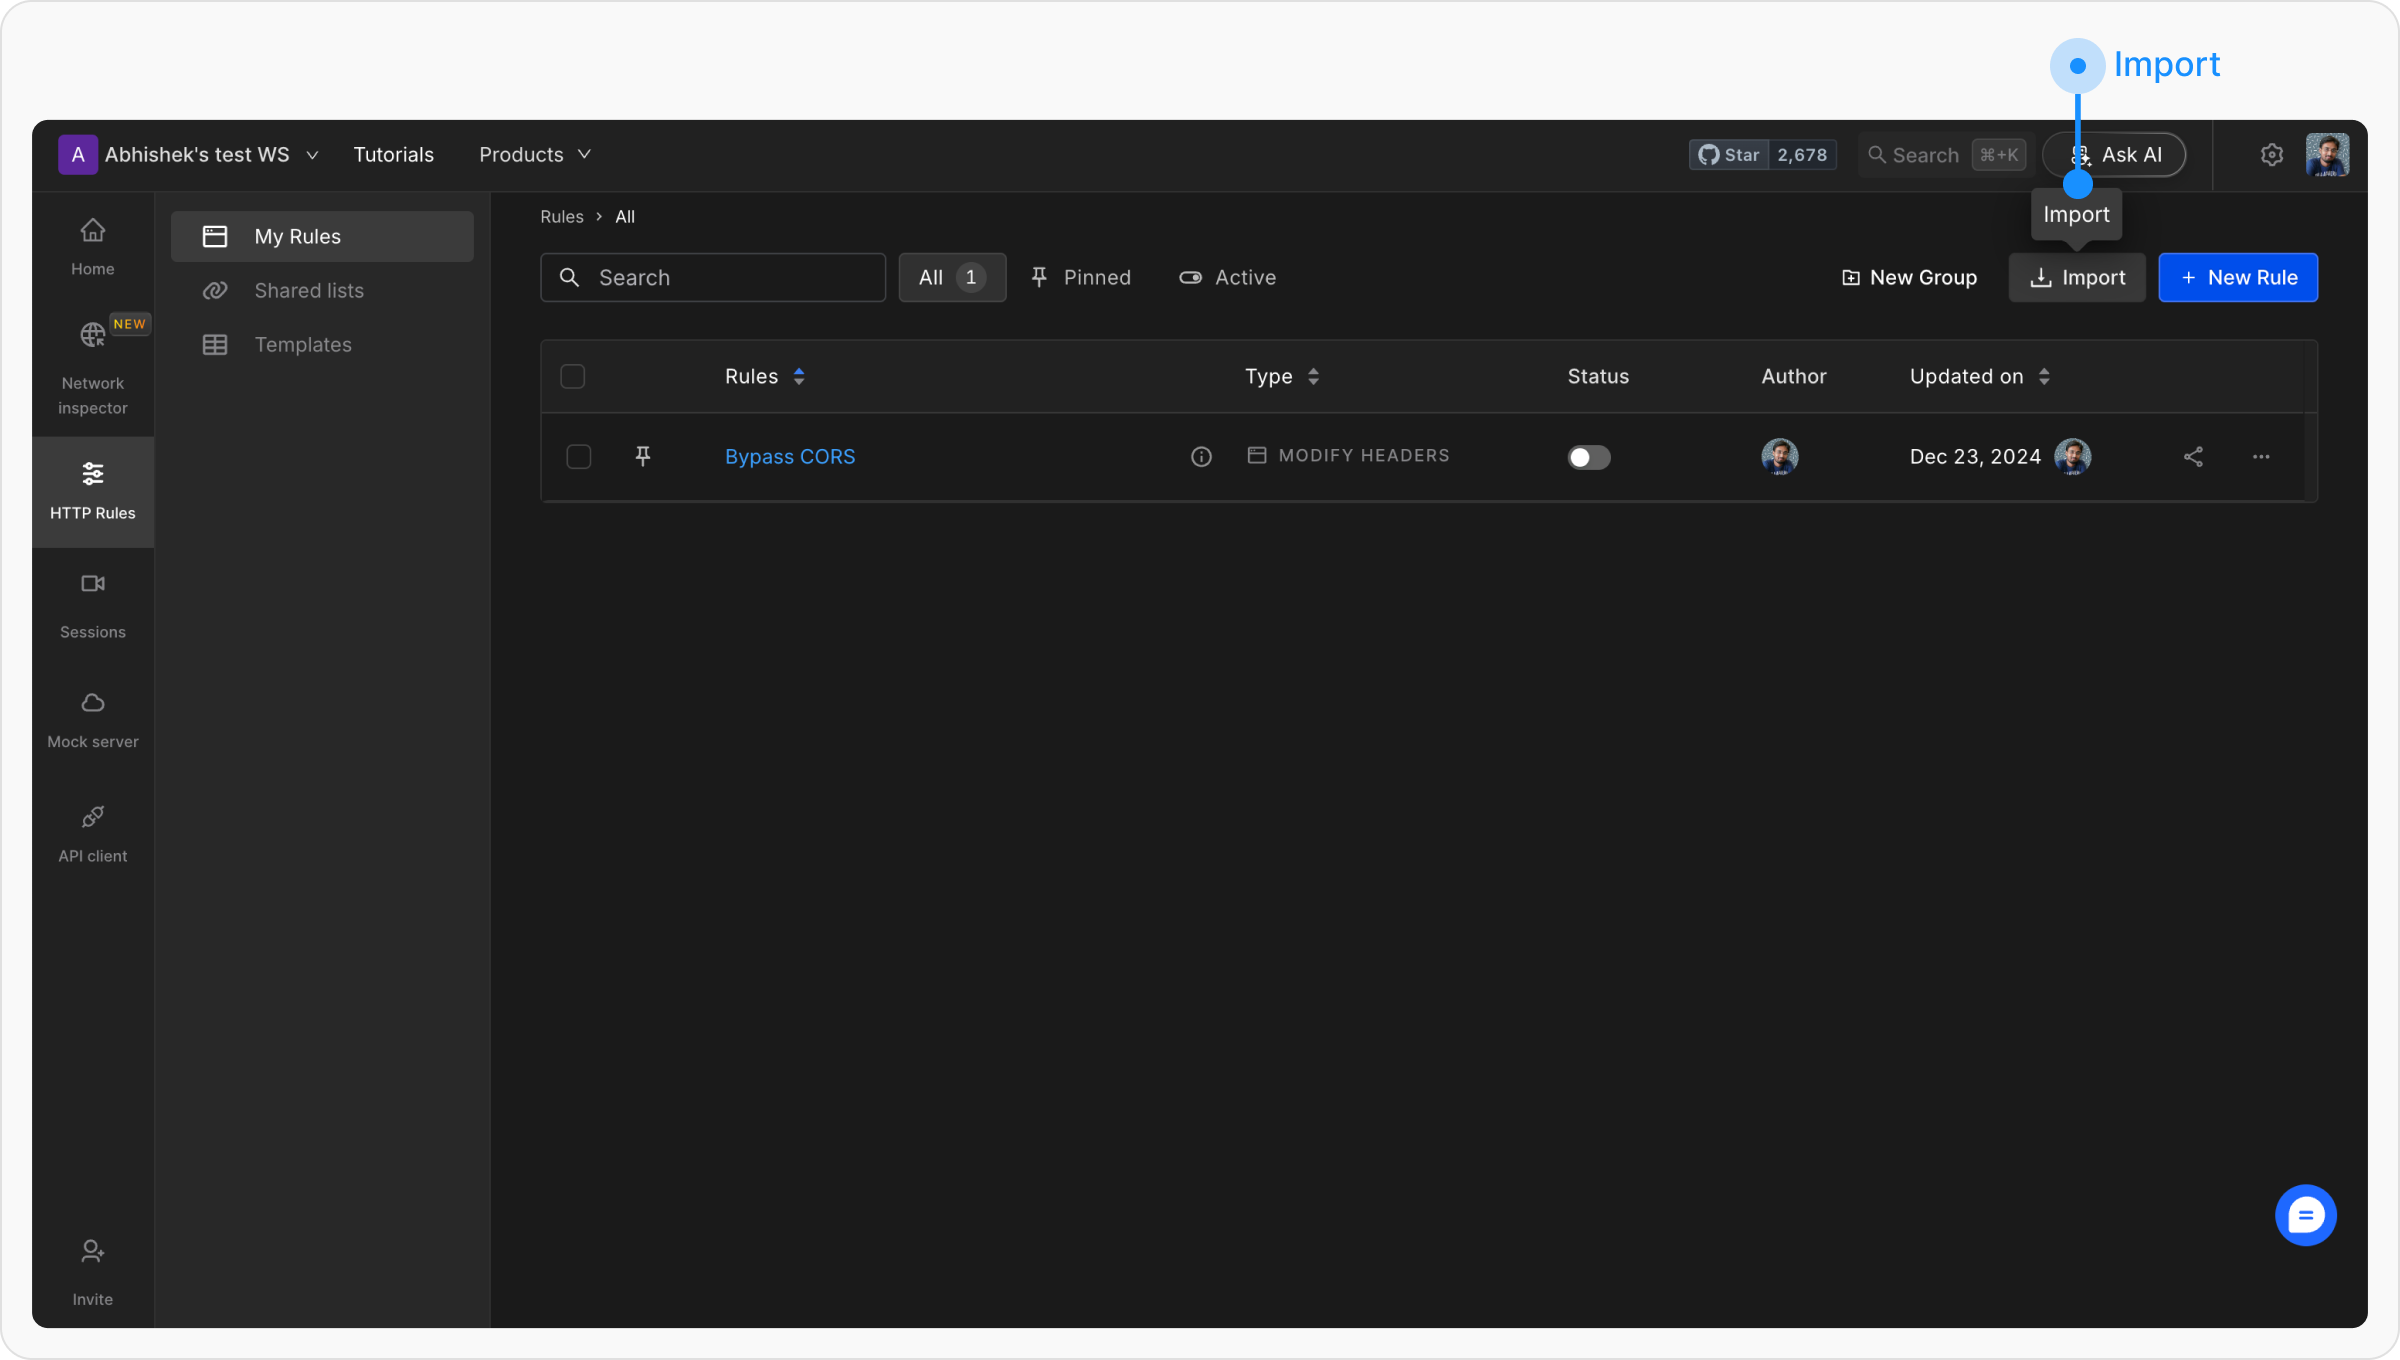 Import
A Abhishek's test WS Tutorials Products Star 2,678 Search ⌘+K Ask AI
Import
Home
NEW
Network
inspector
HTTP Rules
Sessions
Mock server
API client
Invite
My Rules
Shared lists
Templates
Rules > All
Search All 1 Pinned Active New Group Import + New Rule
Rules Type Status Author Updated on
Bypass CORS MODIFY HEADERS Dec 23, 2024